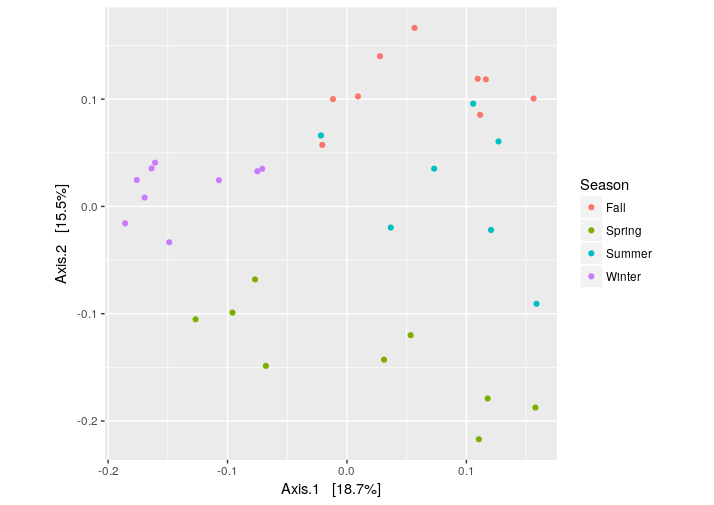 0.1
0.0
-0.1
-0.2
Axis.2 [15.5%]
-0.2
-0.1
0.0
0.1
Axis.1 [18.7%]
Season
Fall
Spring
Summer
Winter